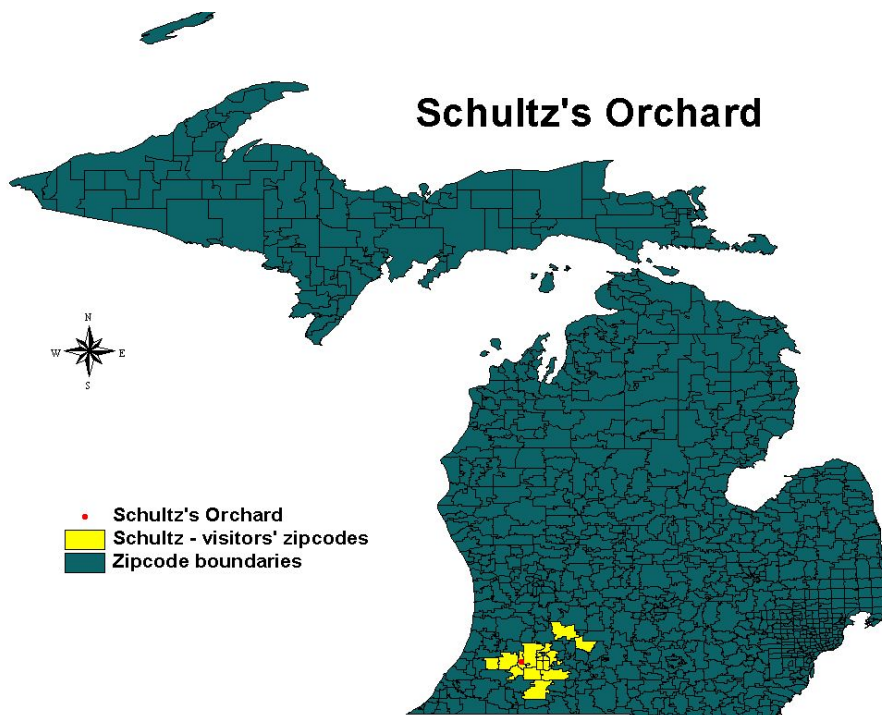 Schultz's Orchard
N
W E
S
Schultz's Orchard
Schultz - visitors' zipcodes
Zipcode boundaries